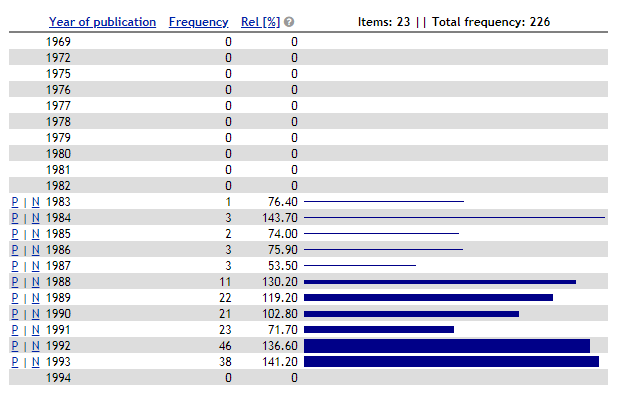 Year of publication Frequency Rel [%] ? Items: 23 || Total frequency: 226
1969 0 0
1972 0 0
1975 0 0
1976 0 0
1977 0 0
1978 0 0
1979 0 0
1980 0 0
1981 0 0
1982 0 0
P | N 1983 1 76.40
P | N 1984 3 143.70
P | N 1985 2 74.00
P | N 1986 3 75.90
P | N 1987 3 53.50
P | N 1988 11 130.20
P | N 1989 22 119.20
P | N 1990 21 102.80
P | N 1991 23 71.70
P | N 1992 46 136.60
P | N 1993 38 141.20
1994 0 0